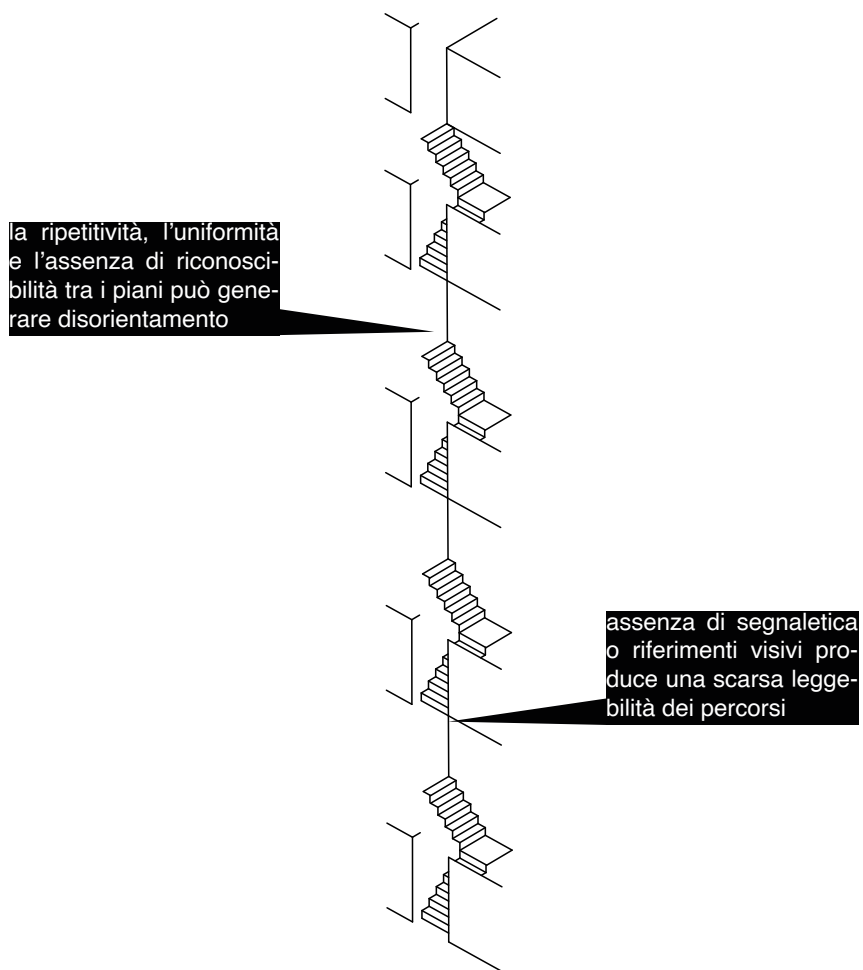 la ripetitività, l'uniformità
e l'assenza di riconosci-
bilità tra i piani può gene-
rare disorientamento
assenza di segnaletica
o riferimenti visivi pro-
duce una scarsa legge-
bilità dei percorsi